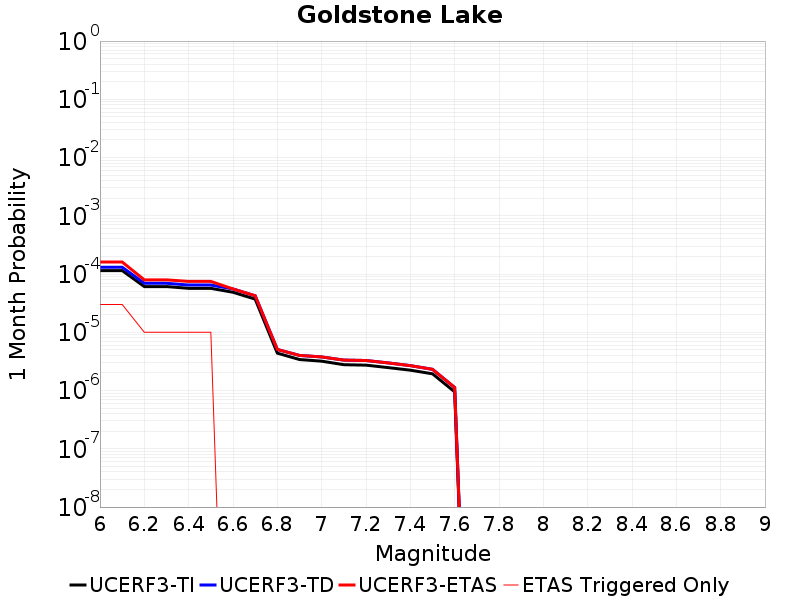 Goldstone Lake
1 Month Probability
10^0
10^-1
10^-2
10^-3
10^-4
10^-5
10^-6
10^-7
10^-8
6 6.2 6.4 6.6 6.8 7 7.2 7.4 7.6 7.8 8 8.2 8.4 8.6 8.8 9
Magnitude
UCERF3-TI UCERF3-TD UCERF3-ETAS ETAS Triggered Only